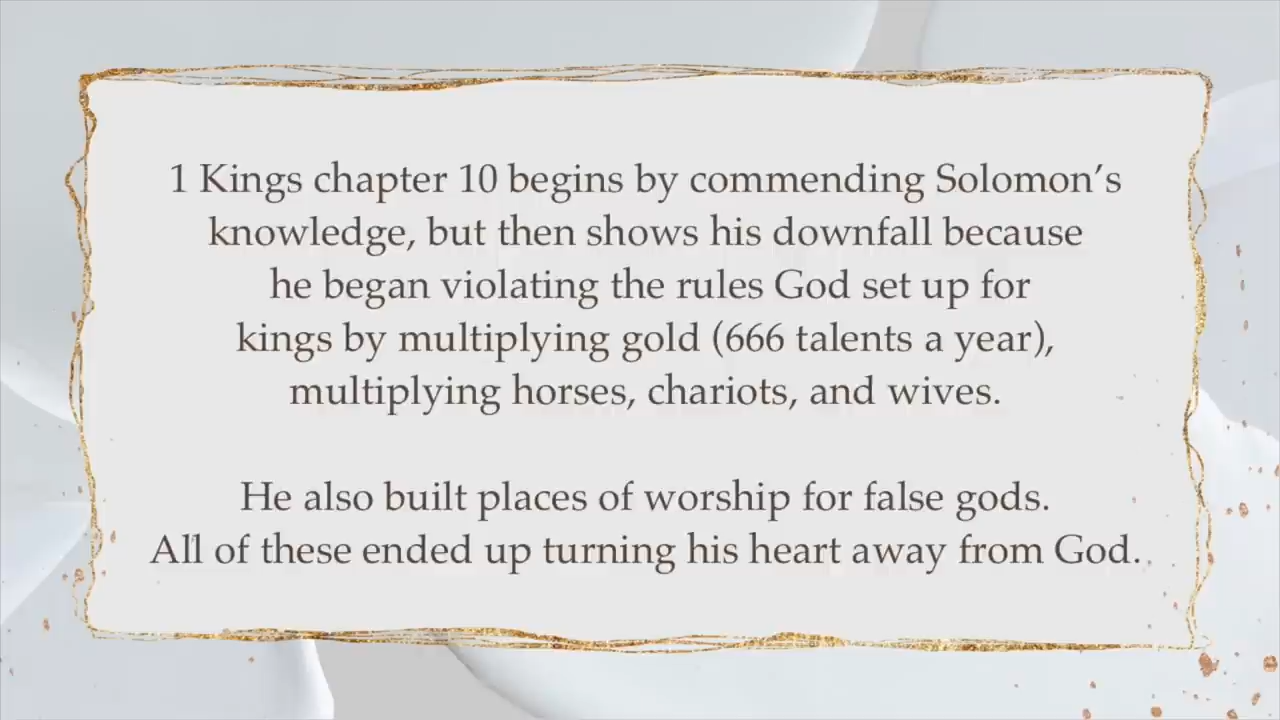 1 Kings chapter 10 begins by commending Solomon’s
knowledge, but then shows his downfall because
he began violating the rules God set up for
kings by multiplying gold (666 talents a year),
multiplying horses, chariots, and wives.
He also built places of worship for false gods.
All of these ended up turning his heart away from God.